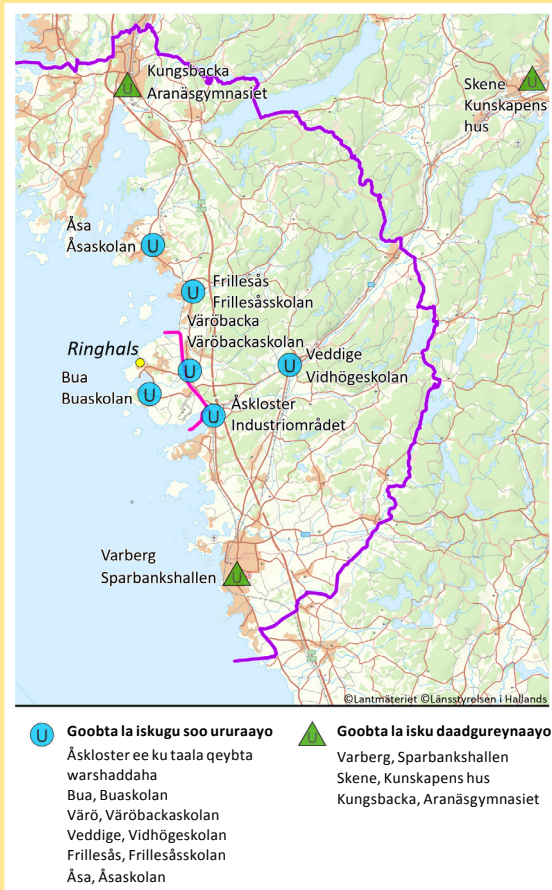 Kungsbacka
Aranäsgymnasiet
U
Skene
Kunskapens
hus
U
Åsa
Åsaskolan
U
Frillesås
Frillesåsskolan
U
Väröbacka
Väröbackaskolan
U
Ringhals
Veddige
Vidhögeskolan
U
Bua
Buaskolan
U
Åskloster
Industriområdet
U
Varberg
Sparbankshallen
U
©Lantmäteriet ©Länsstyrelsen i Hallands
U Goobta la iskugu soo ururaayo
Åskloster ee ku taala qeybta
warshaddaha
Bua, Buaskolan
Värö, Väröbackaskolan
Veddige, Vidhögeskolan
Frillesås, Frillesåsskolan
Åsa, Åsaskolan
U Goobta la isku daadgureynaayo
Varberg, Sparbankshallen
Skene, Kunskapens hus
Kungsbacka, Aranäsgymnasiet